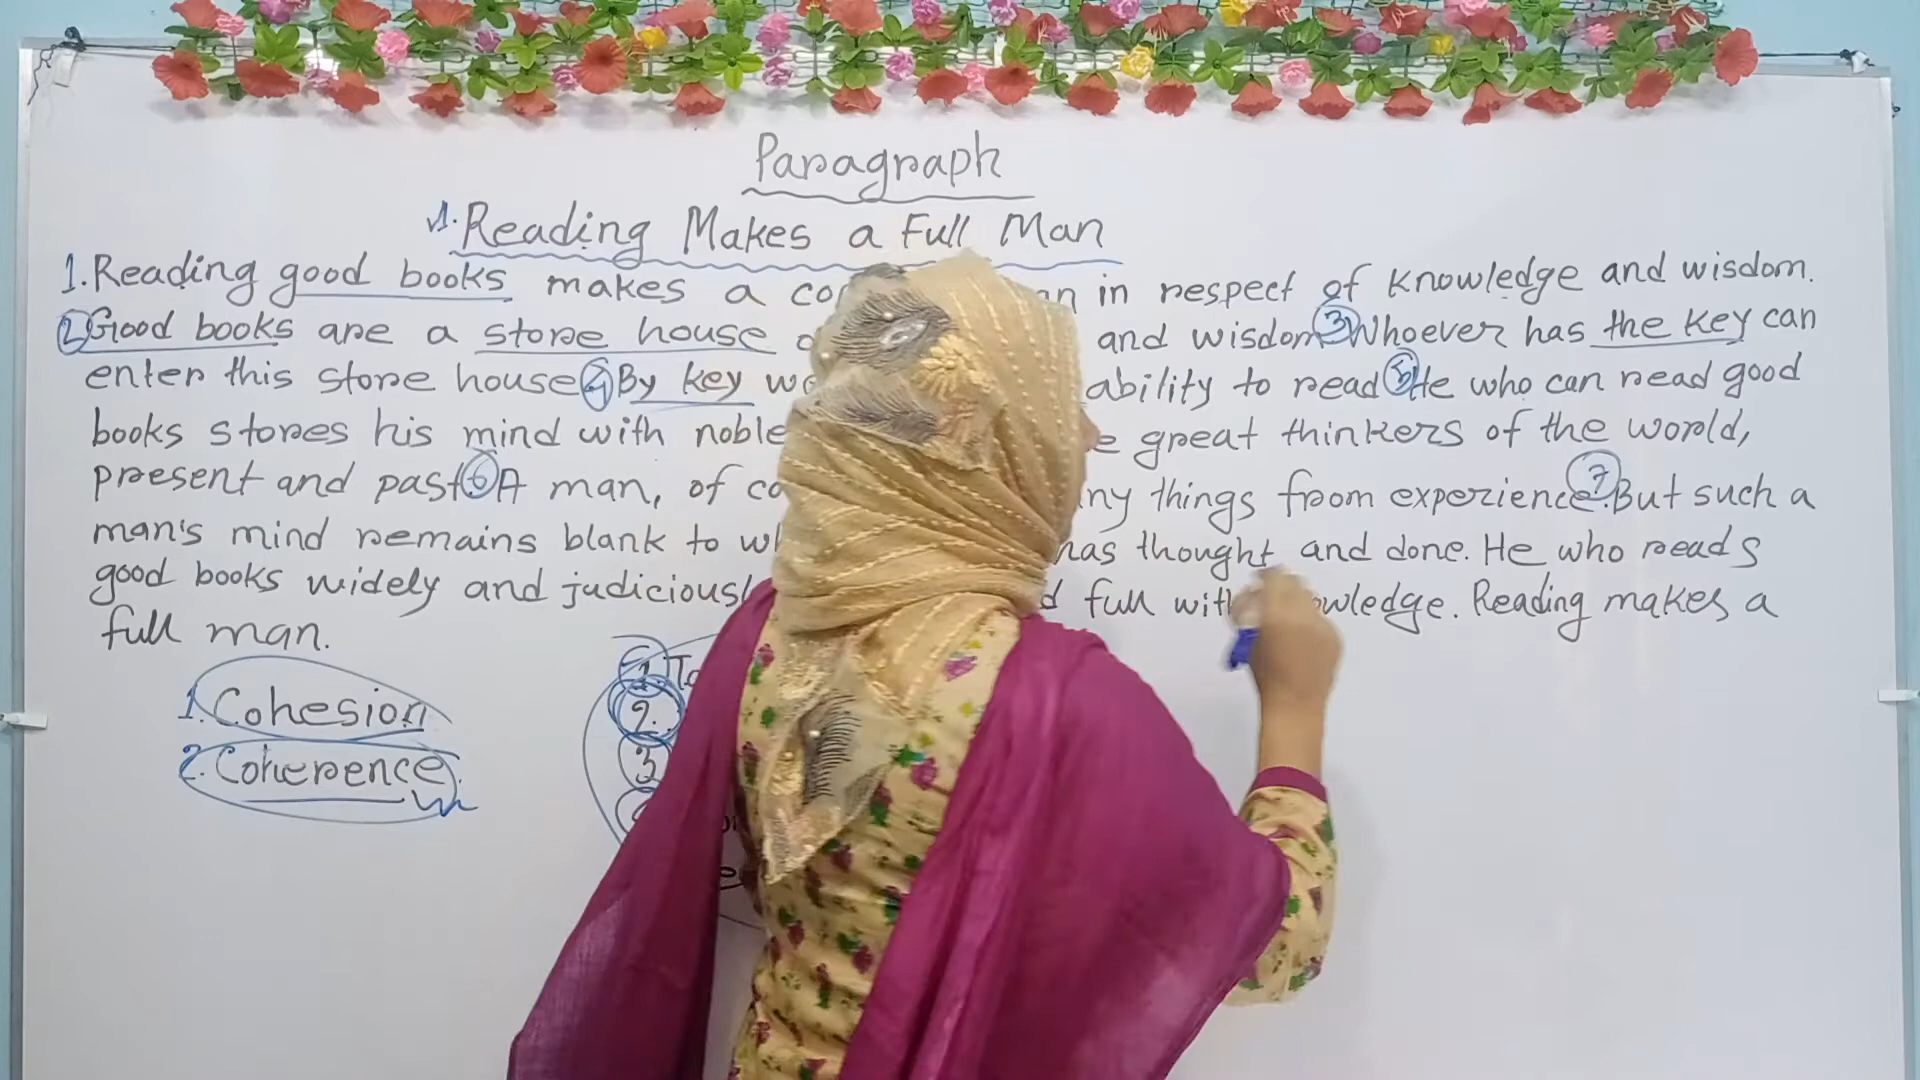 Paragraph
1. Reading Makes a Full Man
1. Reading good books makes a in respect of knowledge and wisdom.
2 Good books are a store house and wisdom 3 Whoever has the key can
enter this store house 4 By key ability to read 5 He who can read good
books stores his mind with noble great thinkers of the world,
present and past. 6 A man, of things from experience. 7 But such a
man's mind remains blank to has thought and done. He who reads
good books widely and full with Reading makes a
full man.
1. Cohesion
2. Coherence
1.
2.
3